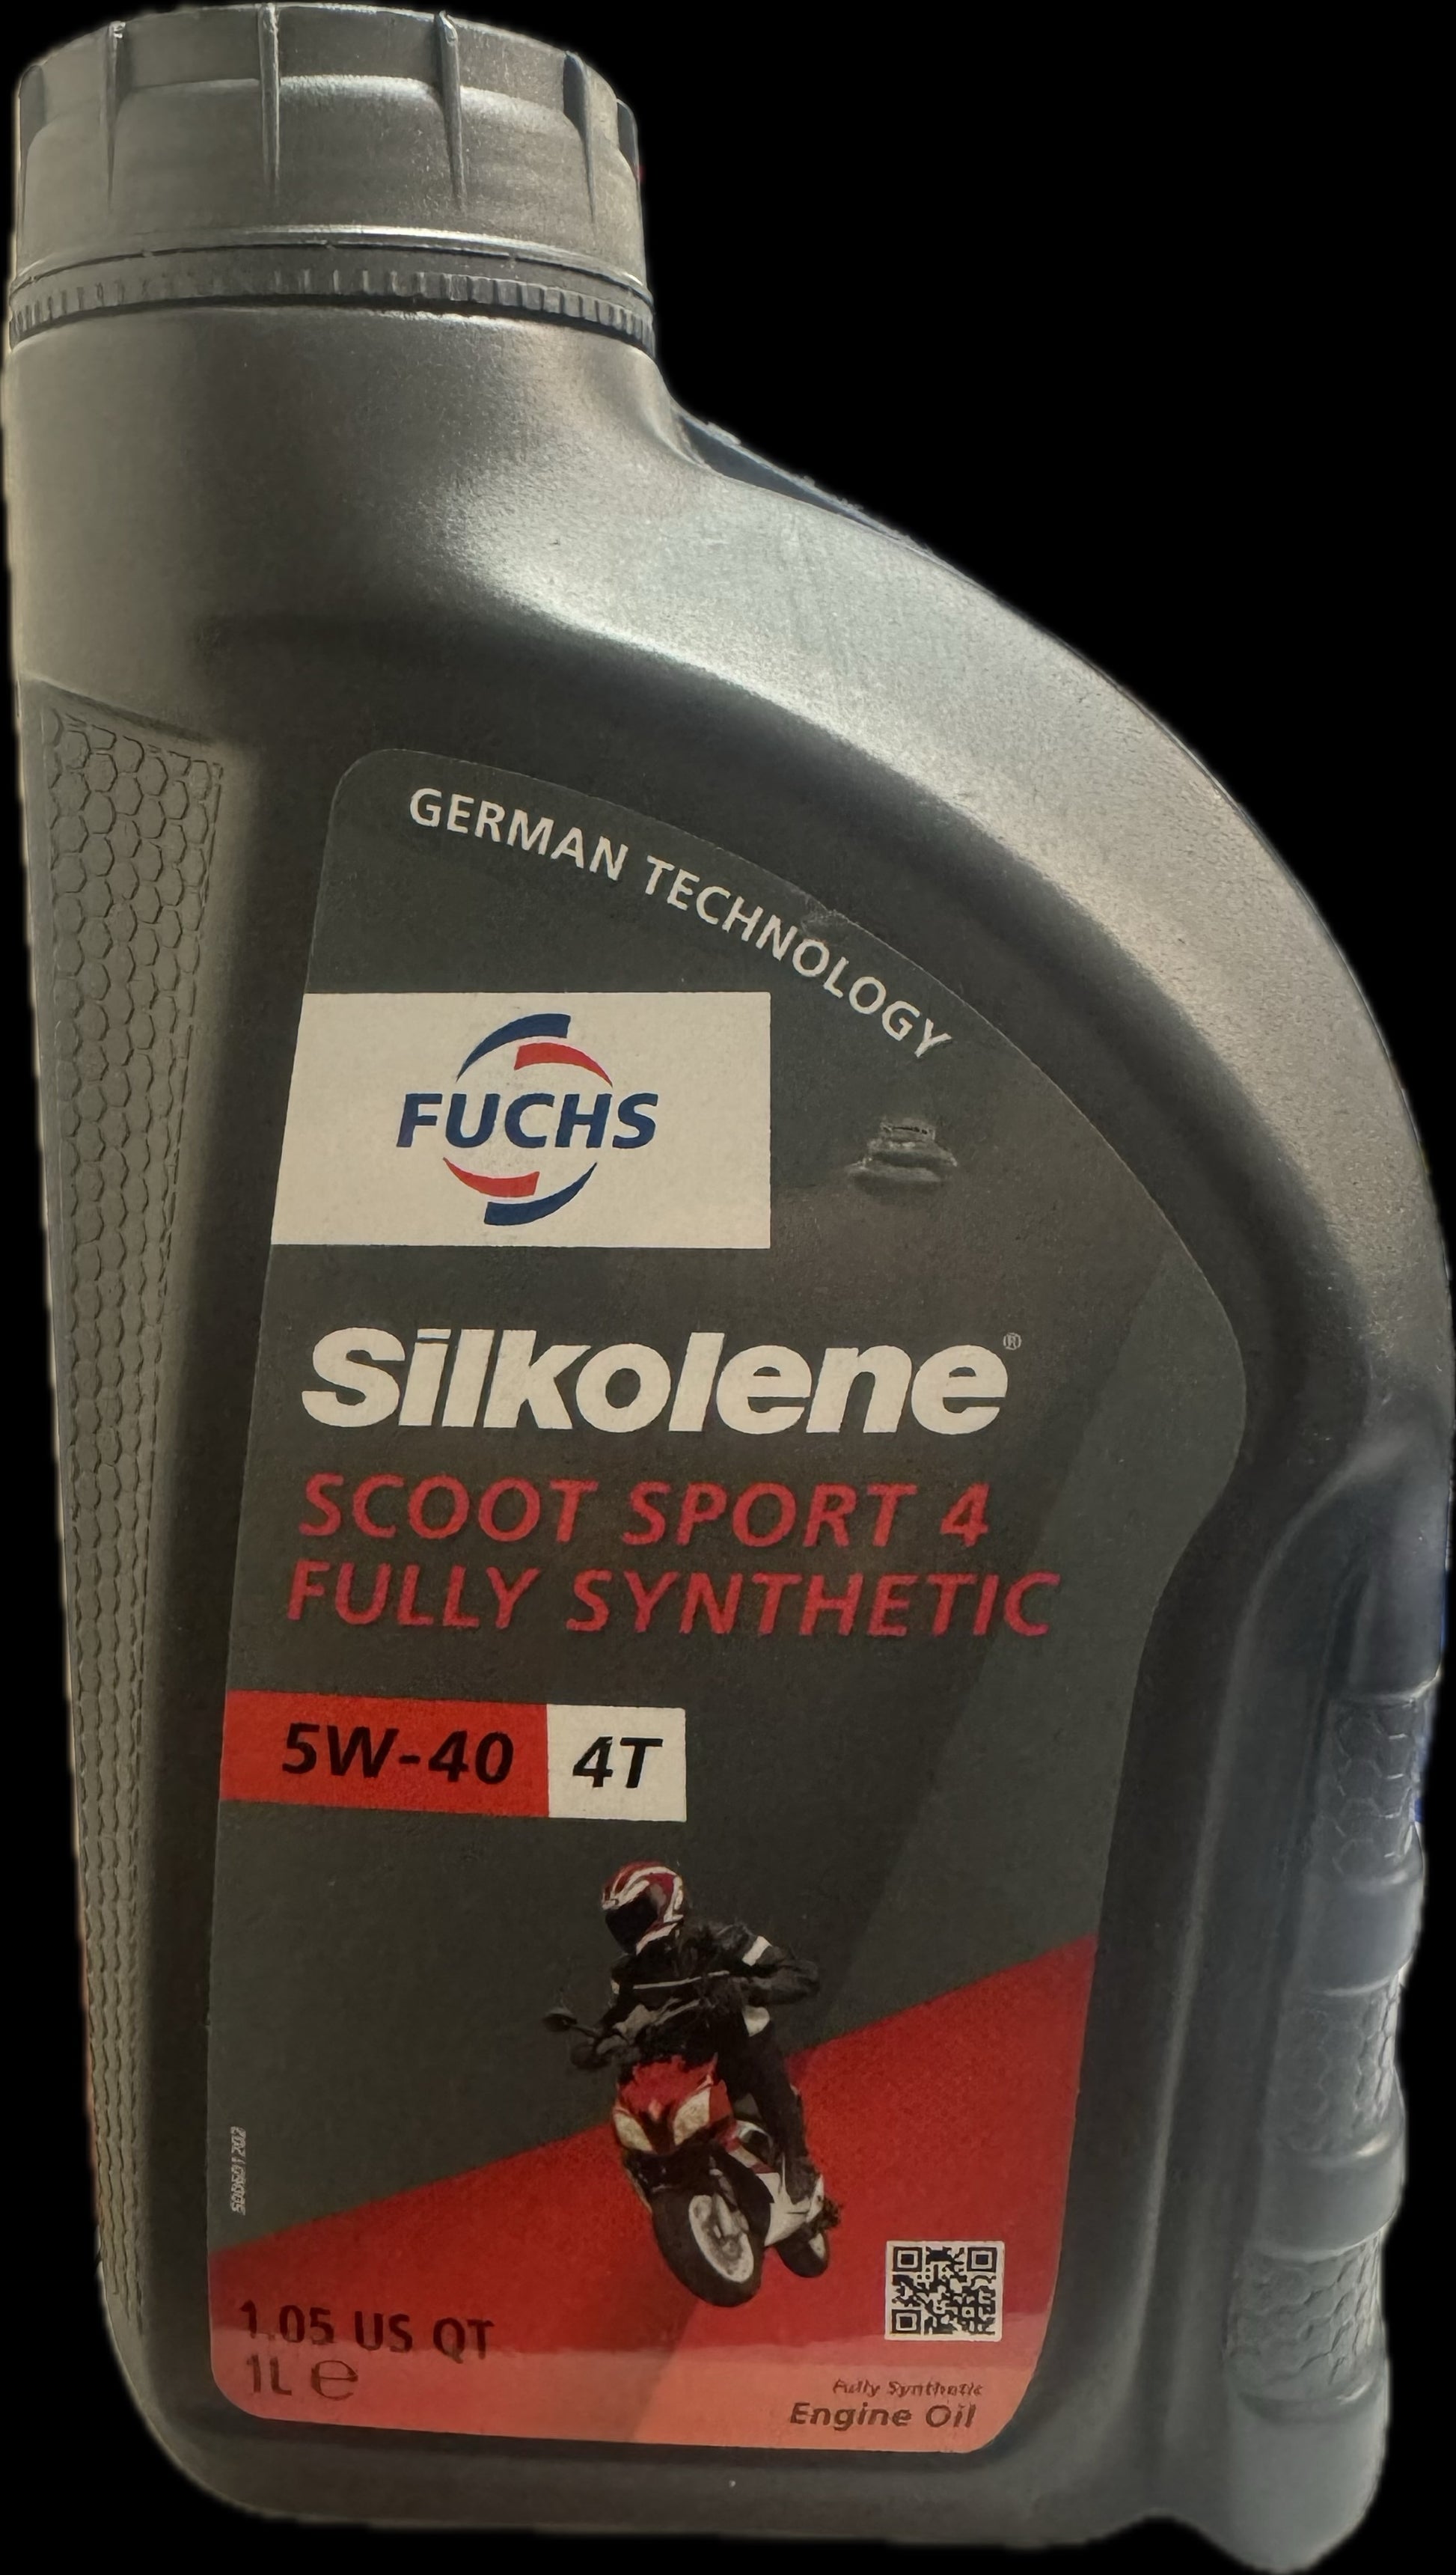 GERMAN TECHNOLOGY
FUCHS
Silkolene®
SCOOT SPORT 4
FULLY SYNTHETIC
5W-40 4T
1.05 US QT
1L ℮
Fully Synthetic
Engine Oil